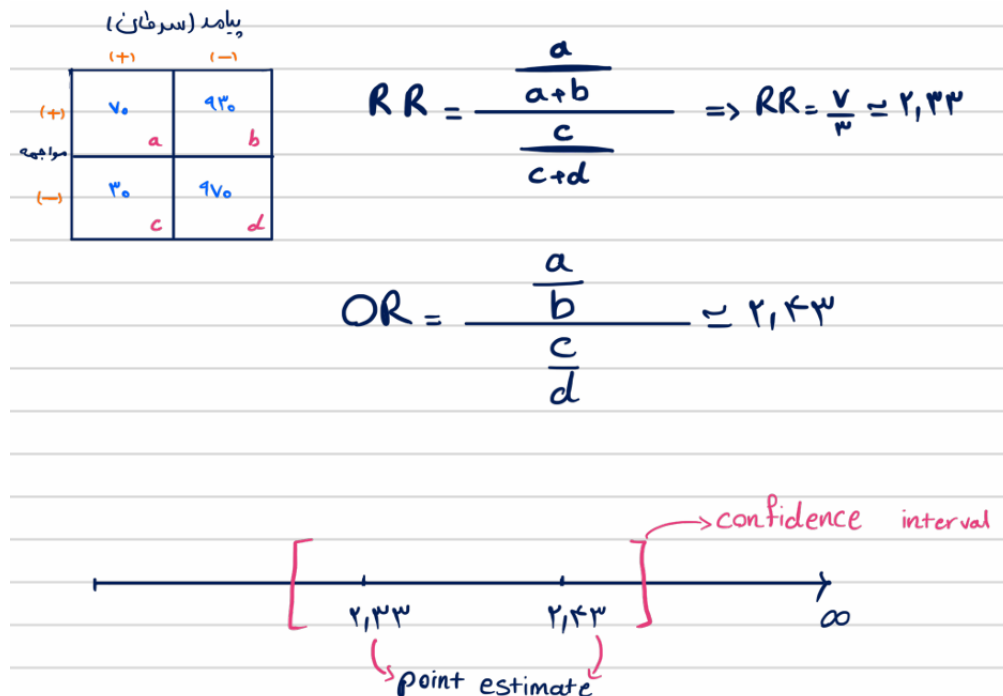 پیامد (سرطان)
(+) (−)
(+) ۷۰ a ۹۳۰ b
مواجهه
(−) ۳۰ c ۹۷۰ d
RR = a/(a+b) / c/(c+d) => RR = ۷/۳ ≃ ۲,۳۳
OR = a/b / c/d ≃ ۲,۴۳
confidence interval
۲,۳۳ ۲,۴۳ ∞
point estimate